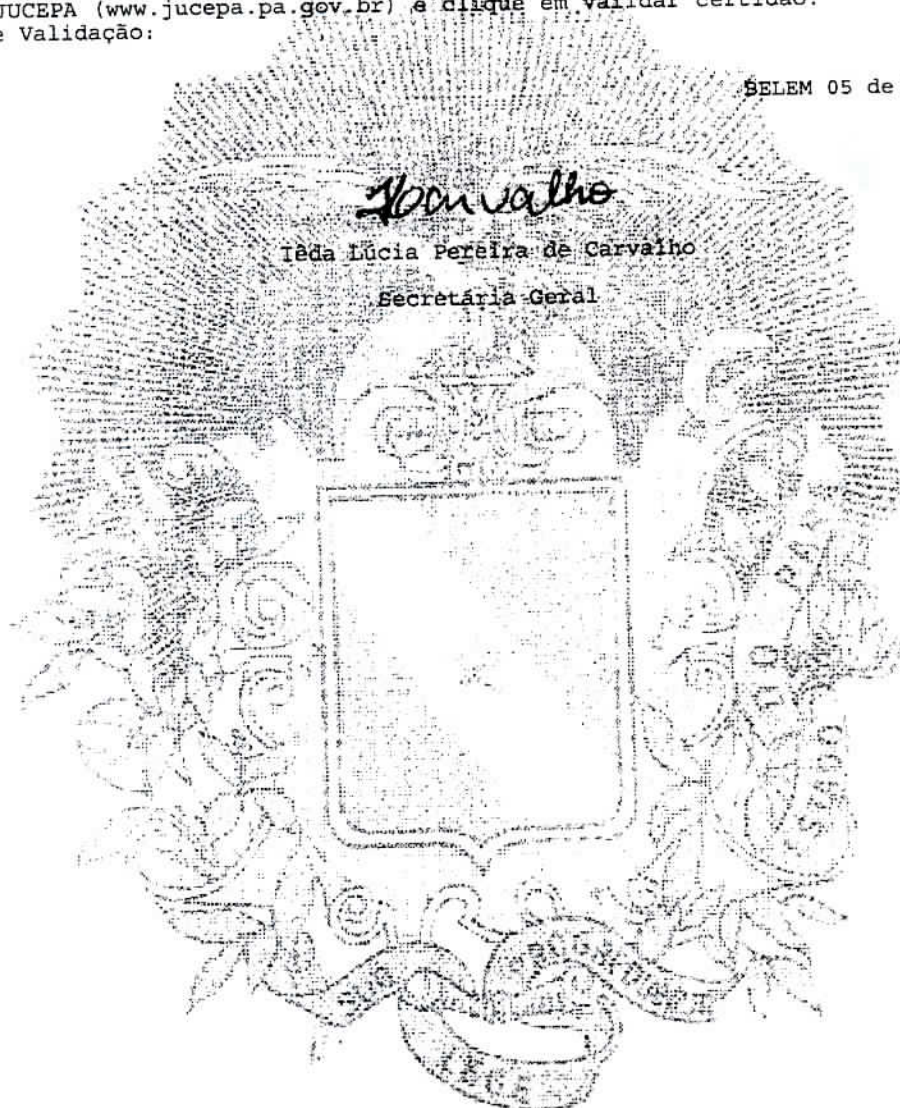 JUCEPA (www.jucepa.pa.gov.br) e clique em validar certidão.
e Validação:
BELEM 05 de
Iêda Lúcia Pereira de Carvalho
Secretária Geral